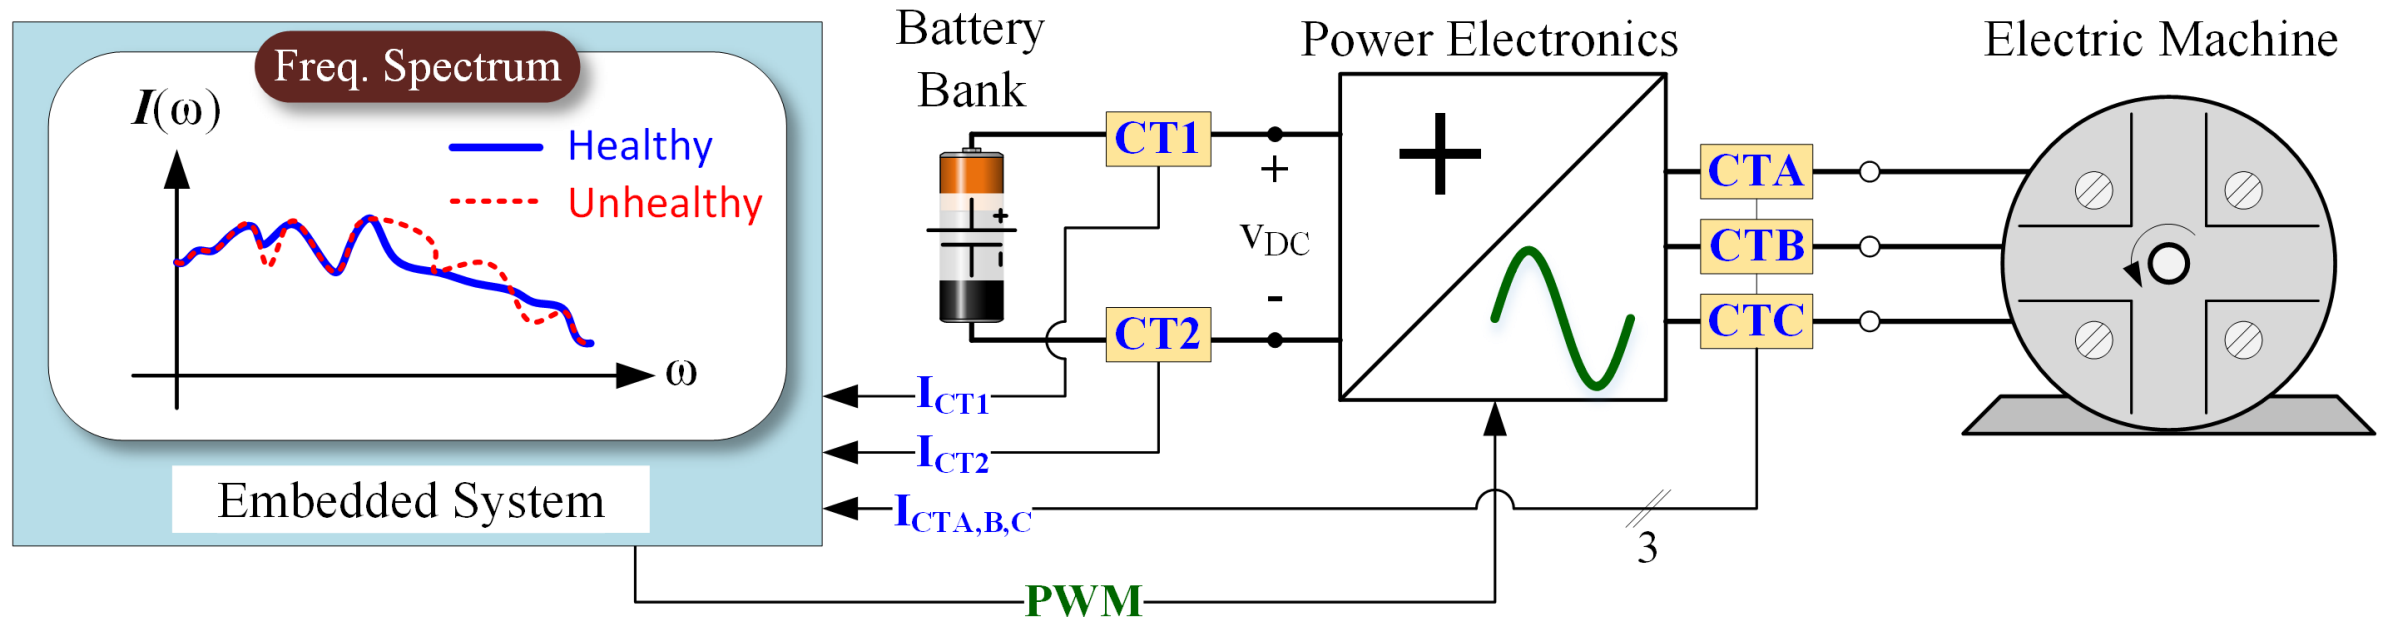 Freq. Spectrum
I(ω)
Healthy
Unhealthy
ω
Embedded System
Battery
Bank
CT1
+
-
CT2
+
vDC
-
ICT1
ICT2
ICTA,B,C
PWM
Power Electronics
+
CTA
CTB
CTC
3
Electric Machine